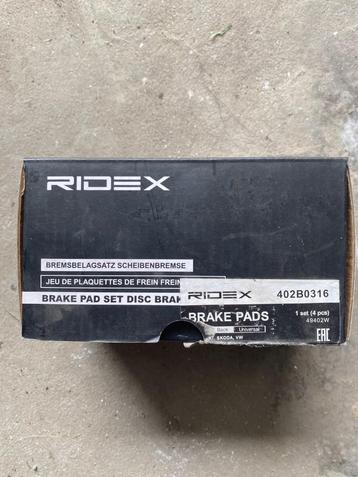 RIDEX
BREMSBELAGSATZ SCHEIBENBREMSE
JEU DE PLAQUETTES DE FREIN FREIN
BRAKE PAD SET DISC BRAK
RIDEX 402B0316
BRAKE PADS 1 set (4 pcs)
49402W
Back Universal
SKODA, VW
EAC